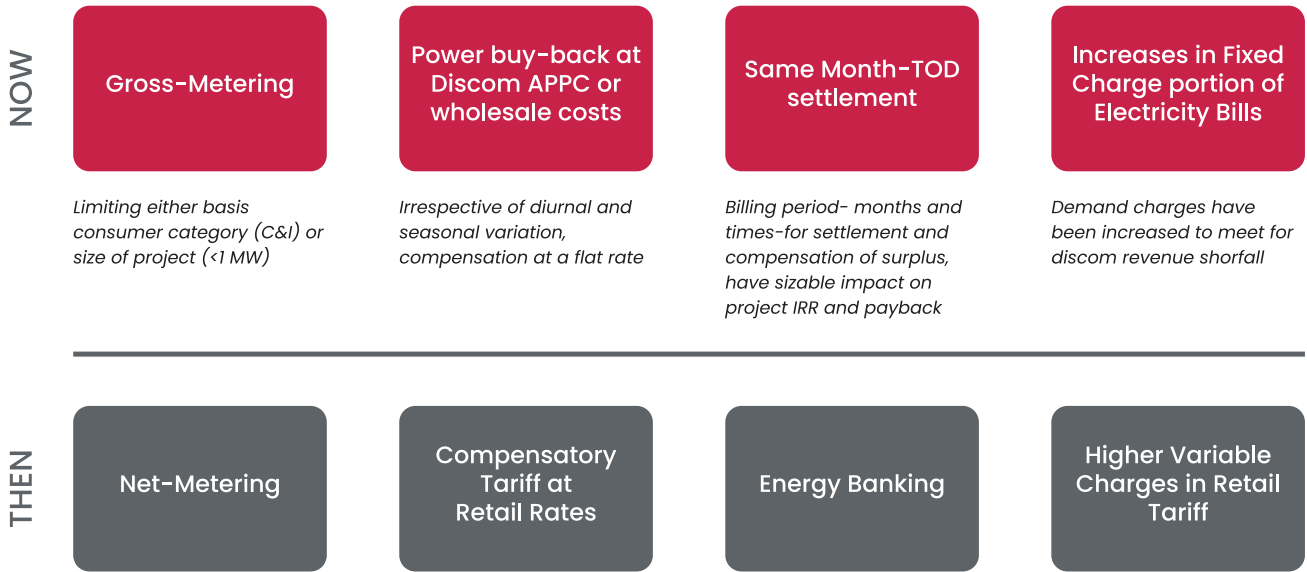 NOW
Gross-Metering
Power buy-back at
Discom APPC or
wholesale costs
Same Month-TOD
settlement
Increases in Fixed
Charge portion of
Electricity Bills
Limiting either basis
consumer category (C&I) or
size of project (<1 MW)
Irrespective of diurnal and
seasonal variation,
compensation at a flat rate
Billing period- months and
times-for settlement and
compensation of surplus,
have sizable impact on
project IRR and payback
Demand charges have
been increased to meet for
discom revenue shorfall
THEN
Net-Metering
Compensatory
Tariff at
Retail Rates
Energy Banking
Higher Variable
Charges in Retail
Tariff